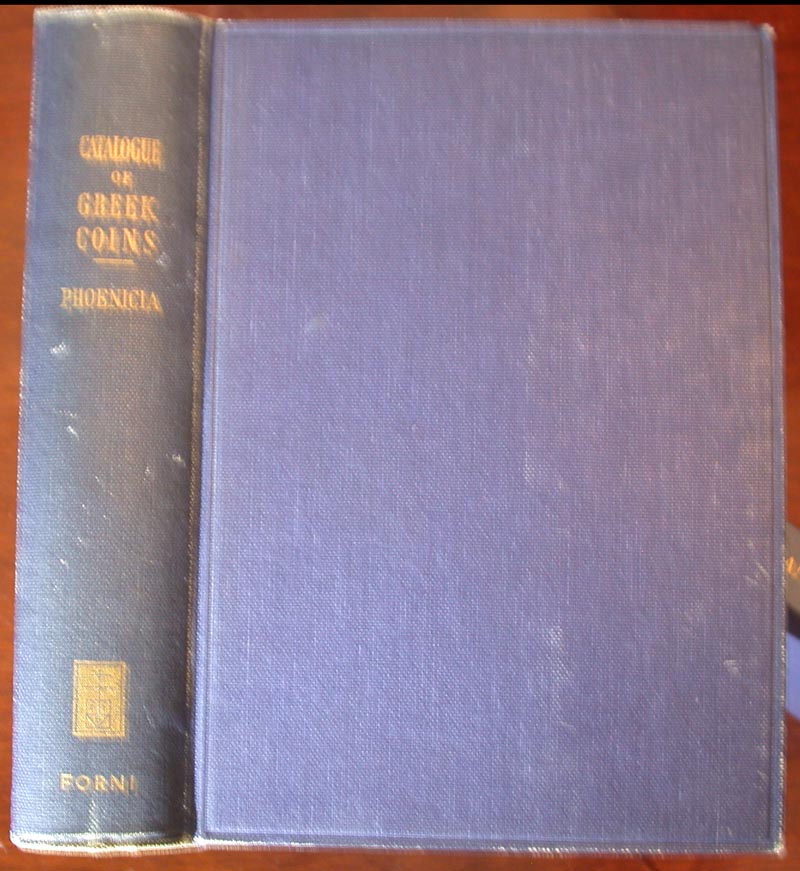 CATALOGUE
OF
GREEK
COINS
PHOENICIA
FORNI